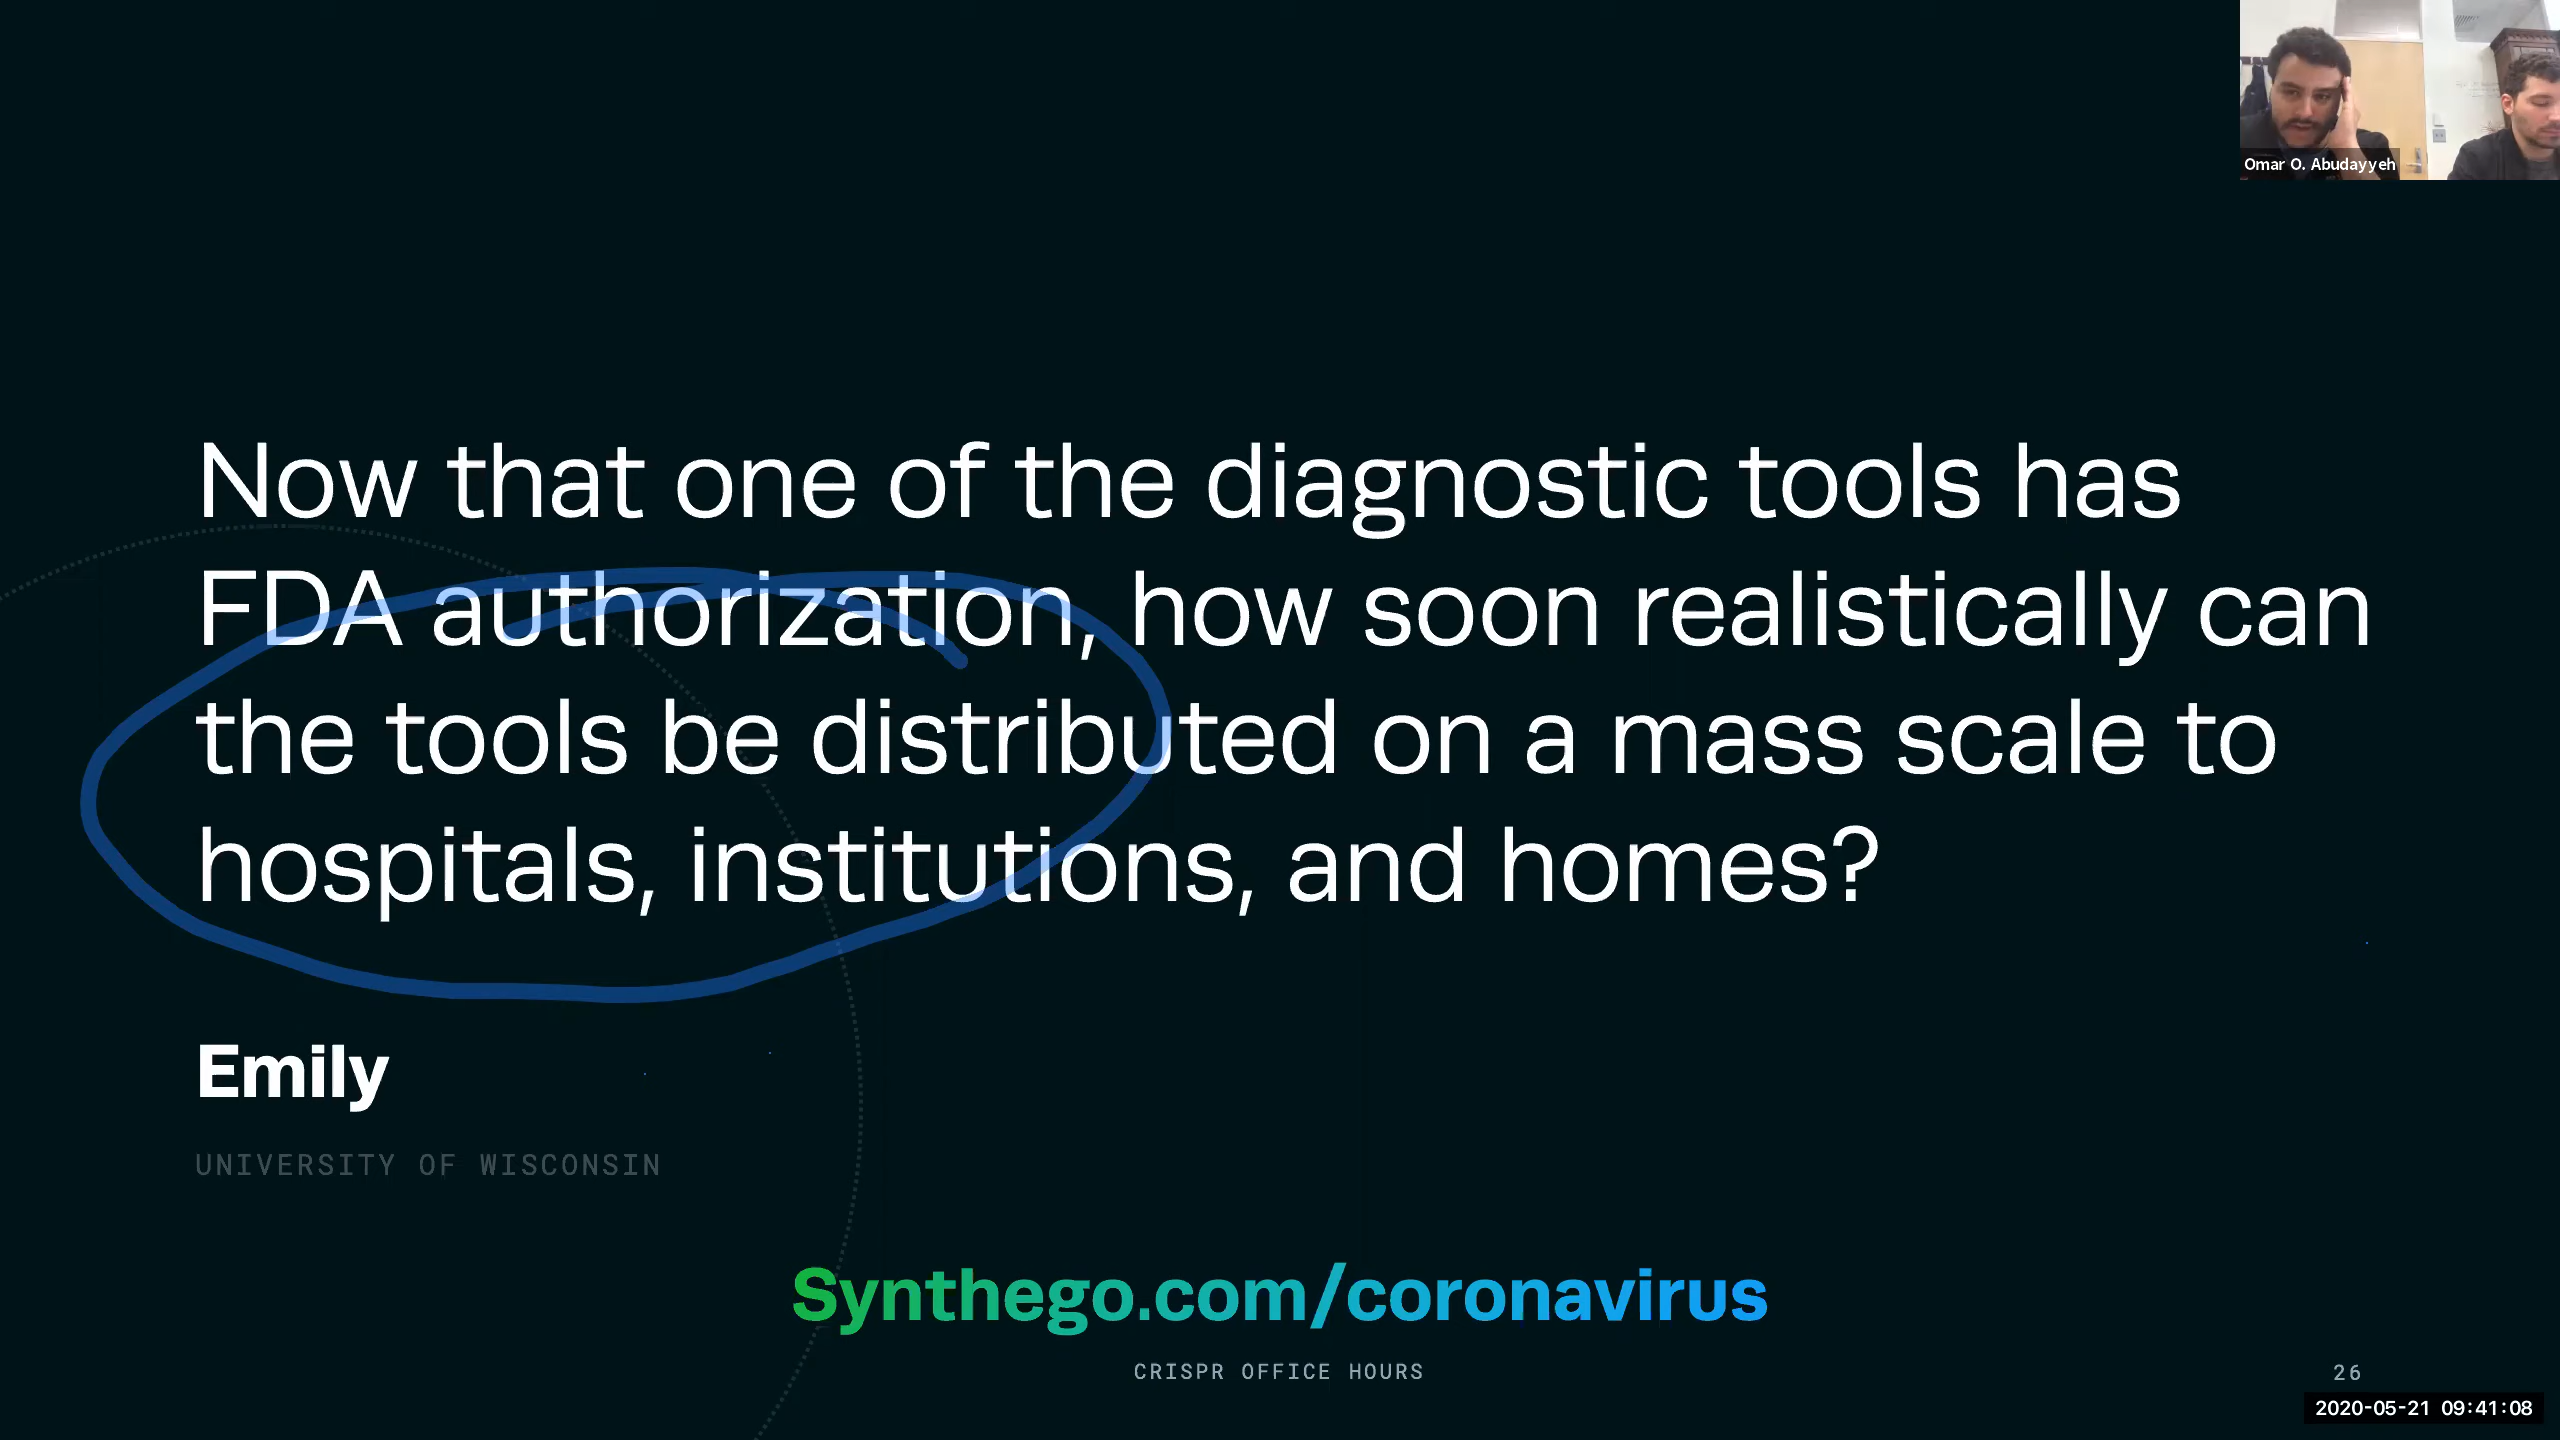 Omar O. Abudayyeh
Now that one of the diagnostic tools has
FDA authorization, how soon realistically can
the tools be distributed on a mass scale to
hospitals, institutions, and homes?
Emily
UNIVERSITY OF WISCONSIN
Synthego.com/coronavirus
CRISPR OFFICE HOURS
26
2020-05-21 09:41:08